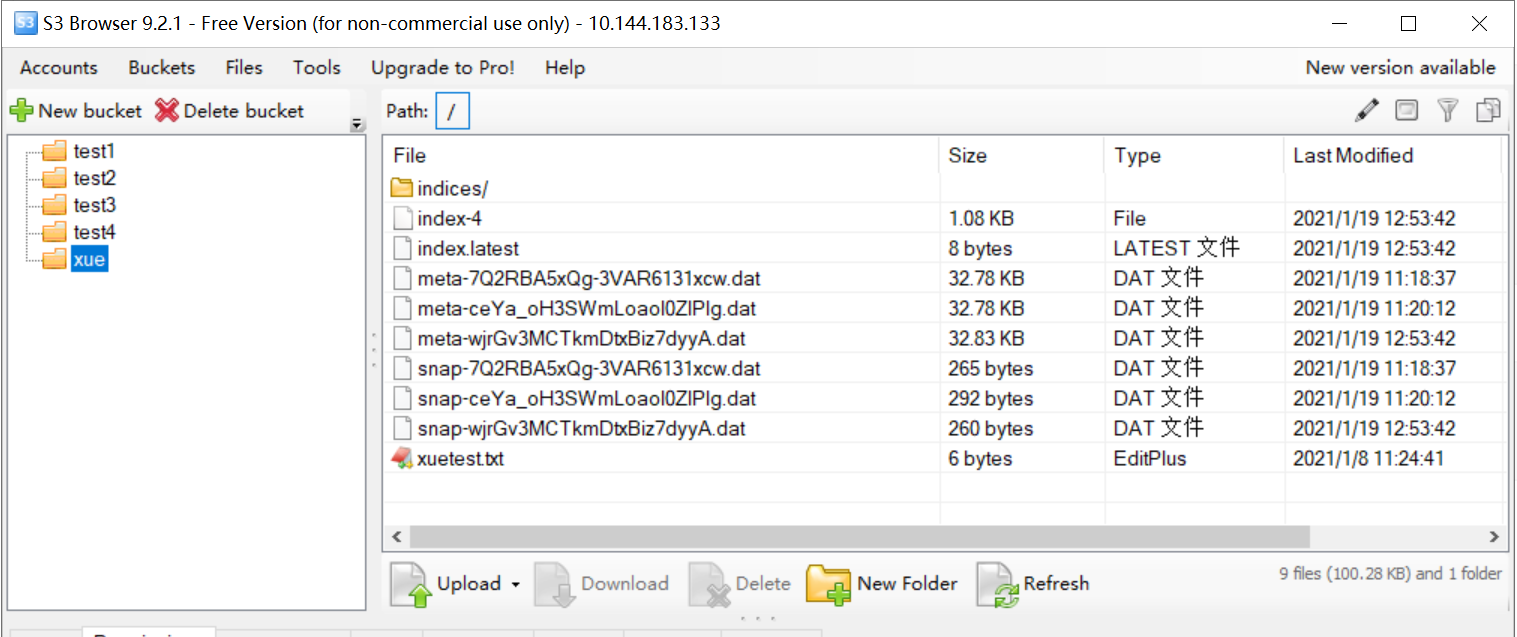 S3 Browser 9.2.1 - Free Version (for non-commercial use only) - 10.144.183.133
Accounts Buckets Files Tools Upgrade to Pro! Help New version available
New bucket Delete bucket Path: /
test1
test2
test3
test4
xue
File Size Type Last Modified
indices/
index-4 1.08 KB File 2021/1/19 12:53:42
index.latest 8 bytes LATEST 文件 2021/1/19 12:53:42
meta-7Q2RBA5xQg-3VAR6131xcw.dat 32.78 KB DAT 文件 2021/1/19 11:18:37
meta-ceYa_oH3SWmLoaol0ZlPlg.dat 32.78 KB DAT 文件 2021/1/19 11:20:12
meta-wjrGv3MCTkmDtxBiz7dyyA.dat 32.83 KB DAT 文件 2021/1/19 12:53:42
snap-7Q2RBA5xQg-3VAR6131xcw.dat 265 bytes DAT 文件 2021/1/19 11:18:37
snap-ceYa_oH3SWmLoaol0ZlPlg.dat 292 bytes DAT 文件 2021/1/19 11:20:12
snap-wjrGv3MCTkmDtxBiz7dyyA.dat 260 bytes DAT 文件 2021/1/19 12:53:42
xuetest.txt 6 bytes EditPlus 2021/1/8 11:24:41
Upload Download Delete New Folder Refresh 9 files (100.28 KB) and 1 folder